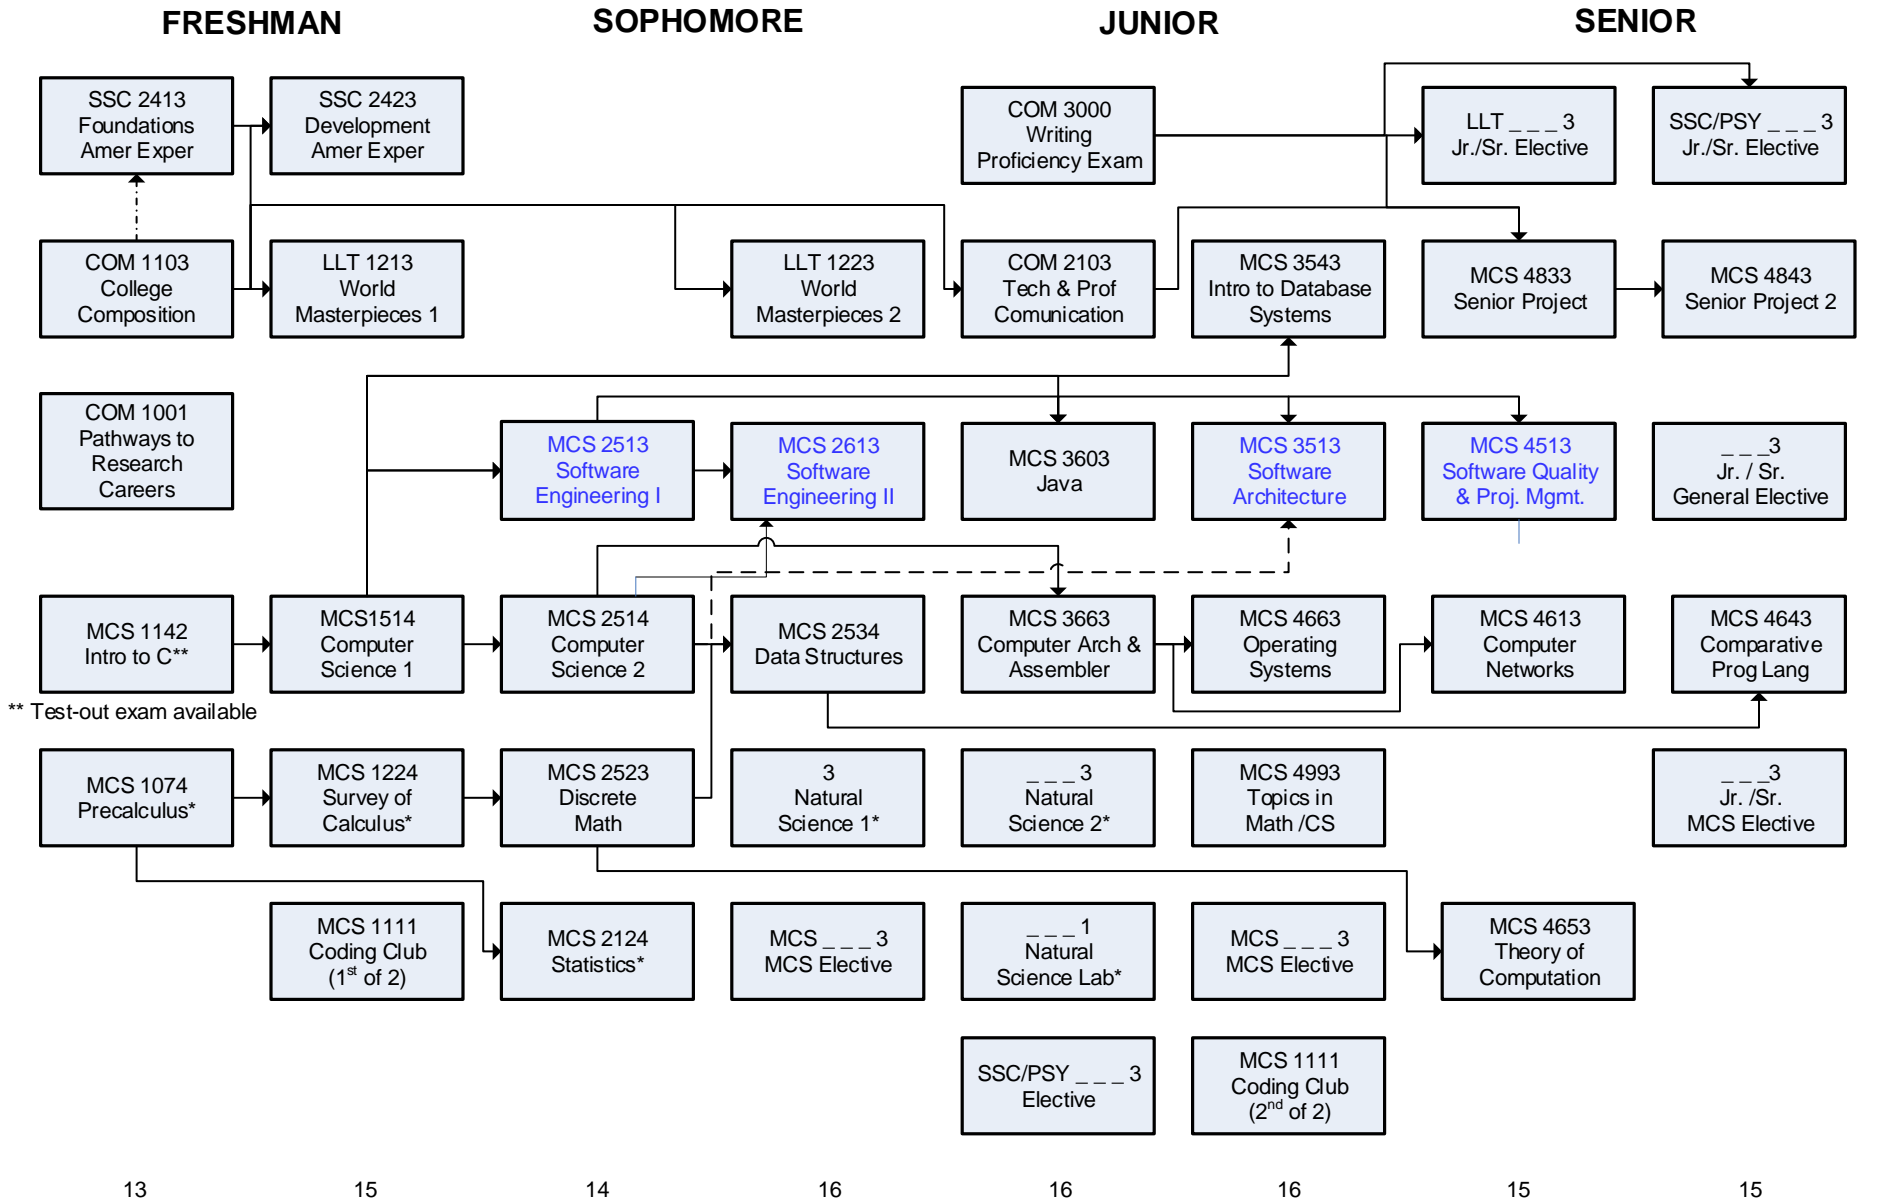 FRESHMAN
SOPHOMORE
JUNIOR
SENIOR
SSC 2413
Foundations
Amer Exper
SSC 2423
Development
Amer Exper
COM 3000
Writing
Proficiency Exam
LLT _ _ _ 3
Jr./Sr. Elective
SSC/PSY _ _ _ 3
Jr./Sr. Elective
COM 1103
College
Composition
LLT 1213
World
Masterpieces 1
LLT 1223
World
Masterpieces 2
COM 2103
Tech & Prof
Comunication
MCS 3543
Intro to Database
Systems
MCS 4833
Senior Project
MCS 4843
Senior Project 2
COM 1001
Pathways to
Research
Careers
MCS 2513
Software
Engineering I
MCS 2613
Software
Engineering II
MCS 3603
Java
MCS 3513
Software
Architecture
MCS 4513
Software Quality
& Proj. Mgmt.
_ _ _3
Jr. / Sr.
General Elective
MCS 1142
Intro to C**
MCS1514
Computer
Science 1
MCS 2514
Computer
Science 2
MCS 2534
Data Structures
MCS 3663
Computer Arch &
Assembler
MCS 4663
Operating
Systems
MCS 4613
Computer
Networks
MCS 4643
Comparative
Prog Lang
** Test-out exam available
MCS 1074
Precalculus*
MCS 1224
Survey of
Calculus*
MCS 2523
Discrete
Math
3
Natural
Science 1*
_ _ _ 3
Natural
Science 2*
MCS 4993
Topics in
Math /CS
_ _ _3
Jr. /Sr.
MCS Elective
MCS 1111
Coding Club
(1st of 2)
MCS 2124
Statistics*
MCS _ _ _ 3
MCS Elective
_ _ _ 1
Natural
Science Lab*
MCS _ _ _ 3
MCS Elective
MCS 4653
Theory of
Computation
SSC/PSY _ _ _ 3
Elective
MCS 1111
Coding Club
(2nd of 2)
13
15
14
16
16
16
15
15